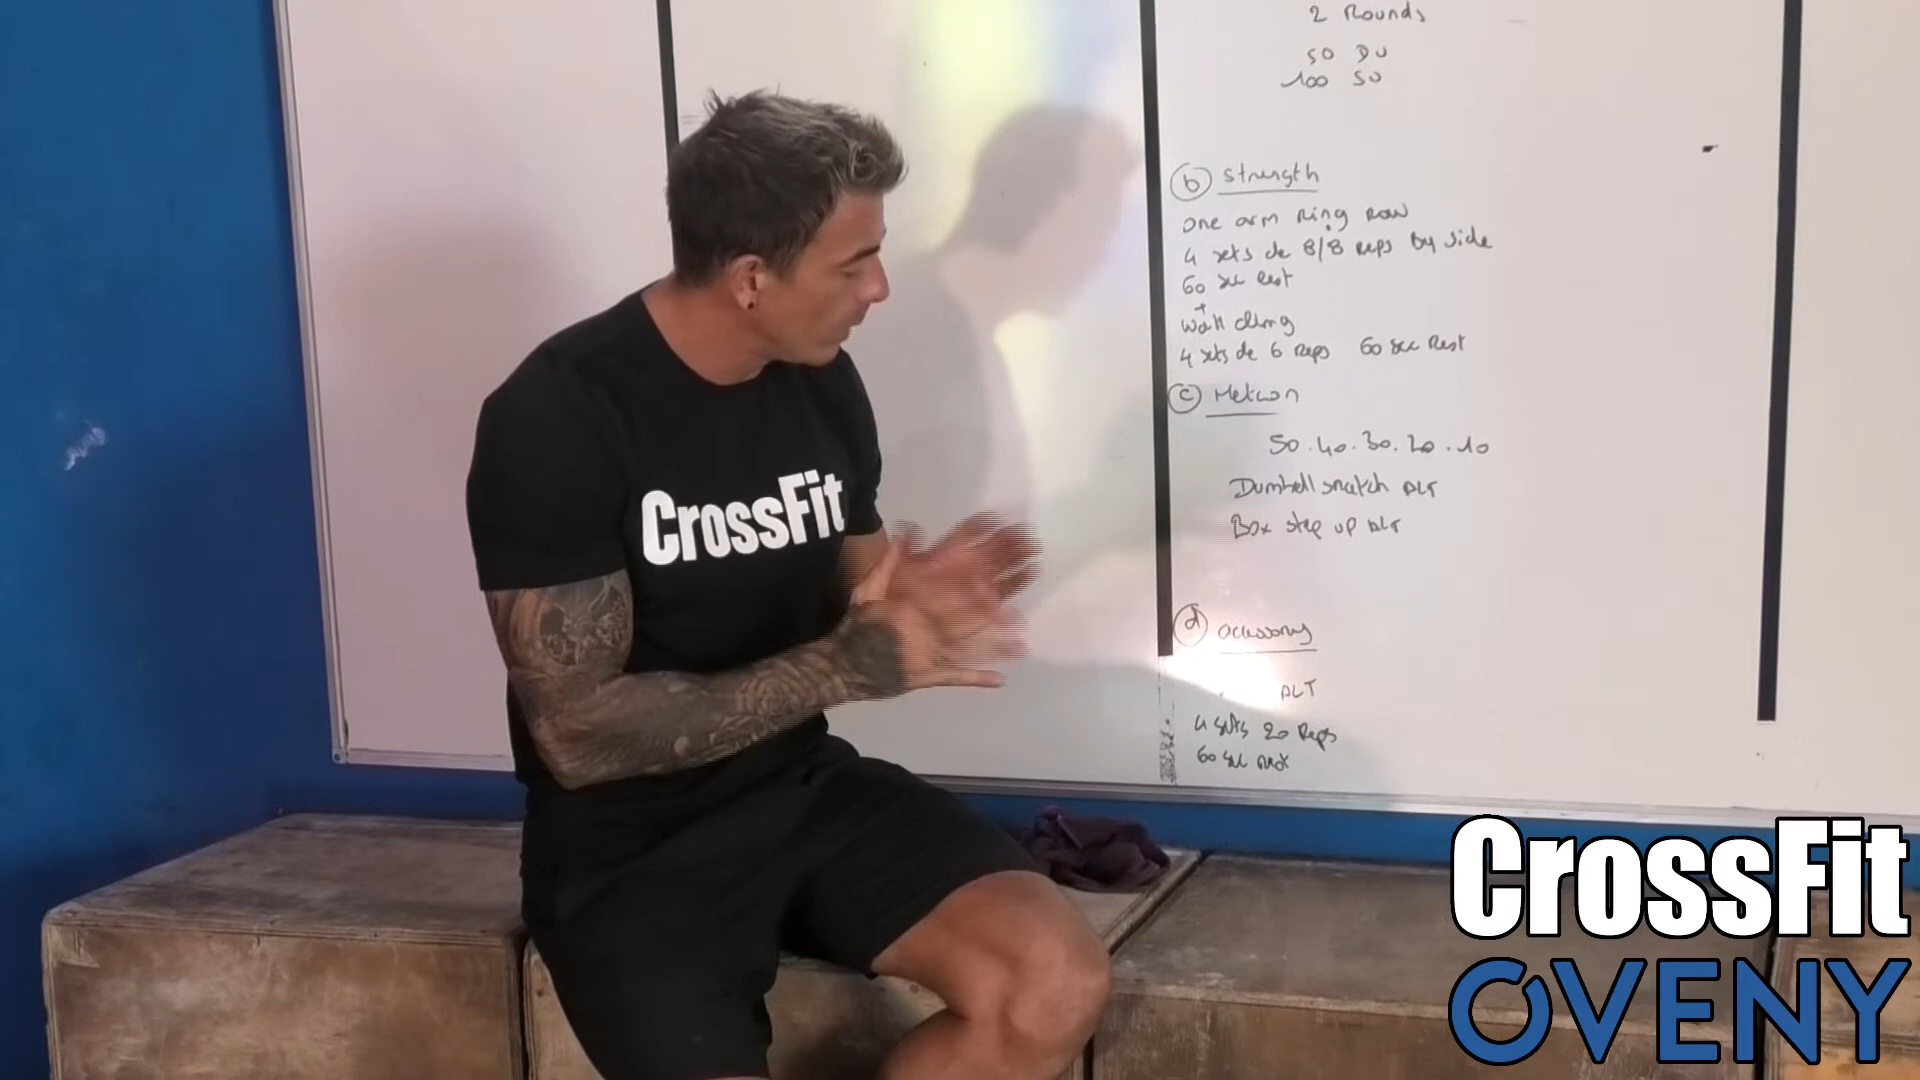 2 Rounds
50 DU
100 SU
b Strength
one arm Ring Row
4 sets de 8/8 Reps By side
60 sec Rest
+
Wall climg
4 sets de 6 Reps 60 sec Rest
c Metcon
50.40.30.20.10
Dumbell snatch ALT
Box step up ALT
d accessory
ALT
4 sets 20 Reps
60 sec rest
CrossFit
CrossFit
OVENY